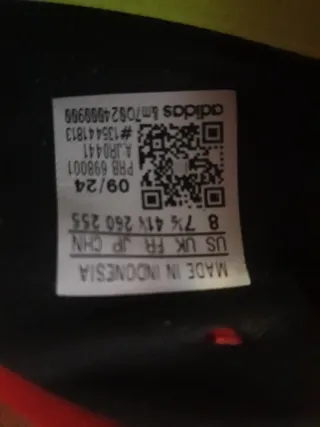 MADE IN INDONESIA
US UK FR JP CHN
8 7½ 41⅓ 260 255
09/24
PRB 698001
A.JR0441
#135441813
adidas